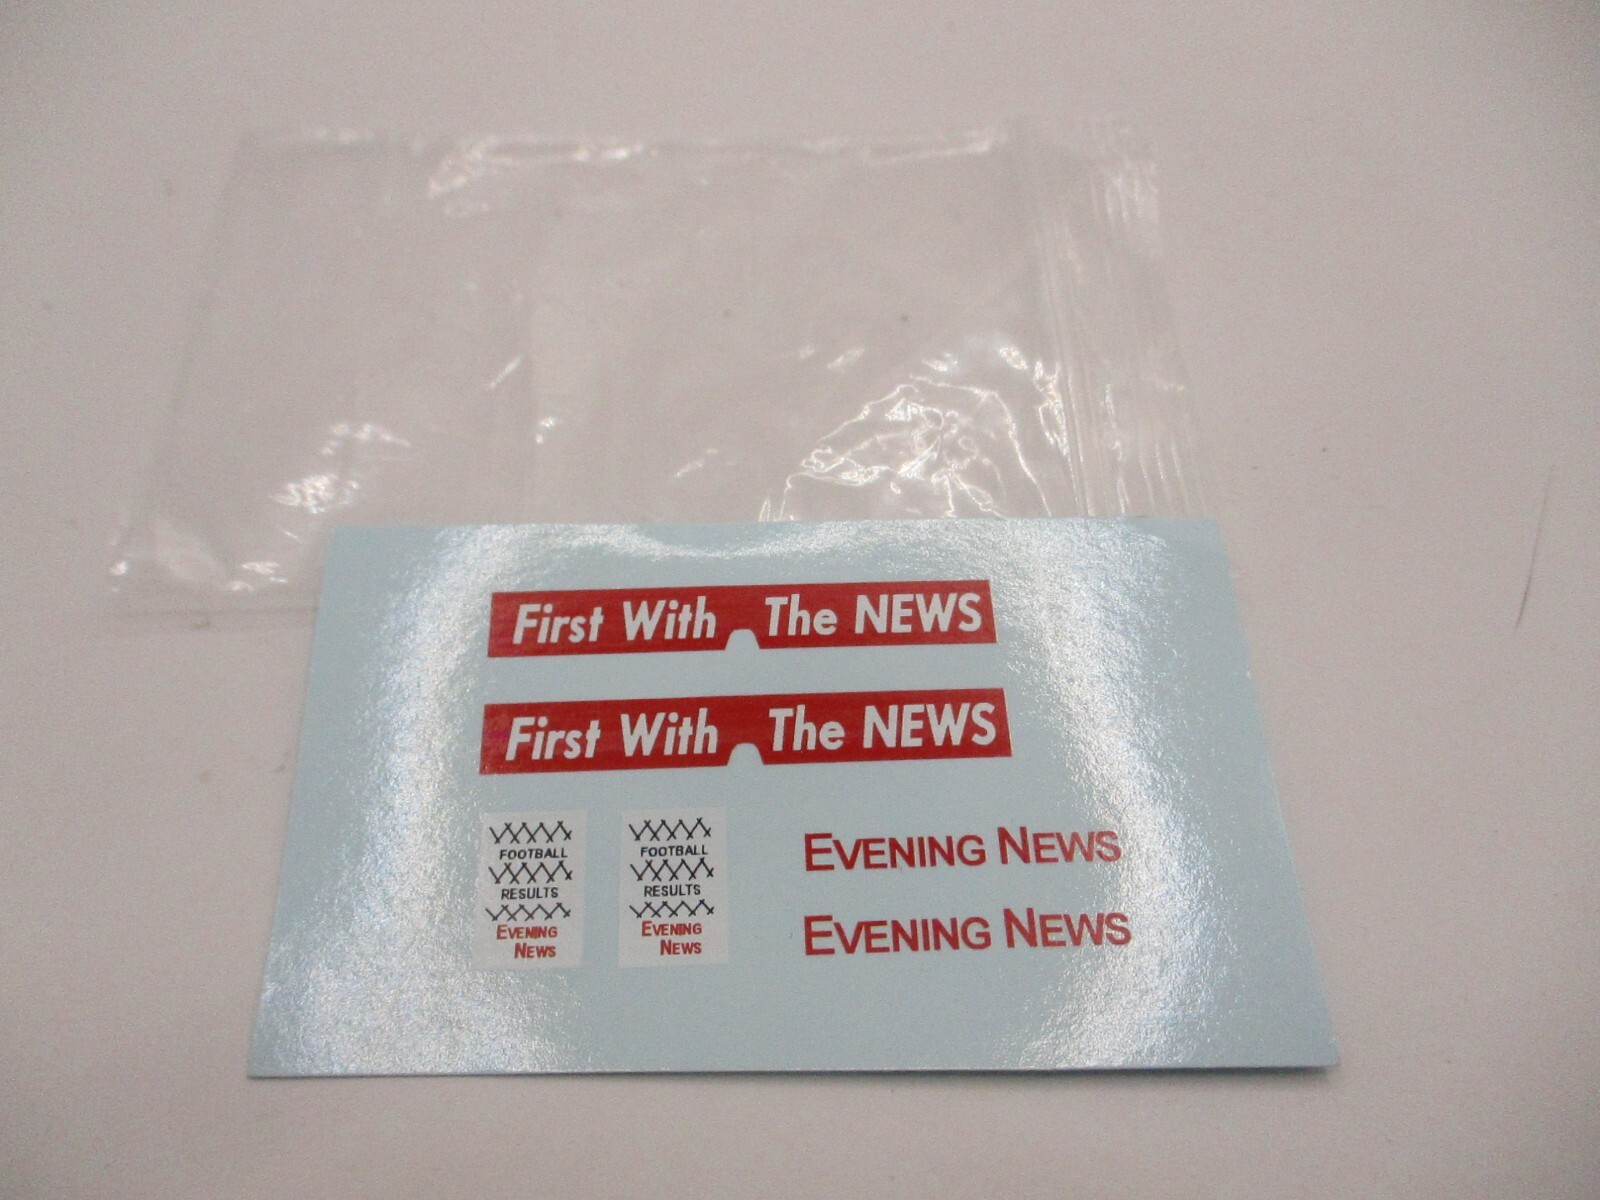 First With The NEWS
First With The NEWS
FOOTBALL
RESULTS
EVENING
NEWS
FOOTBALL
RESULTS
EVENING
NEWS
EVENING NEWS
EVENING NEWS